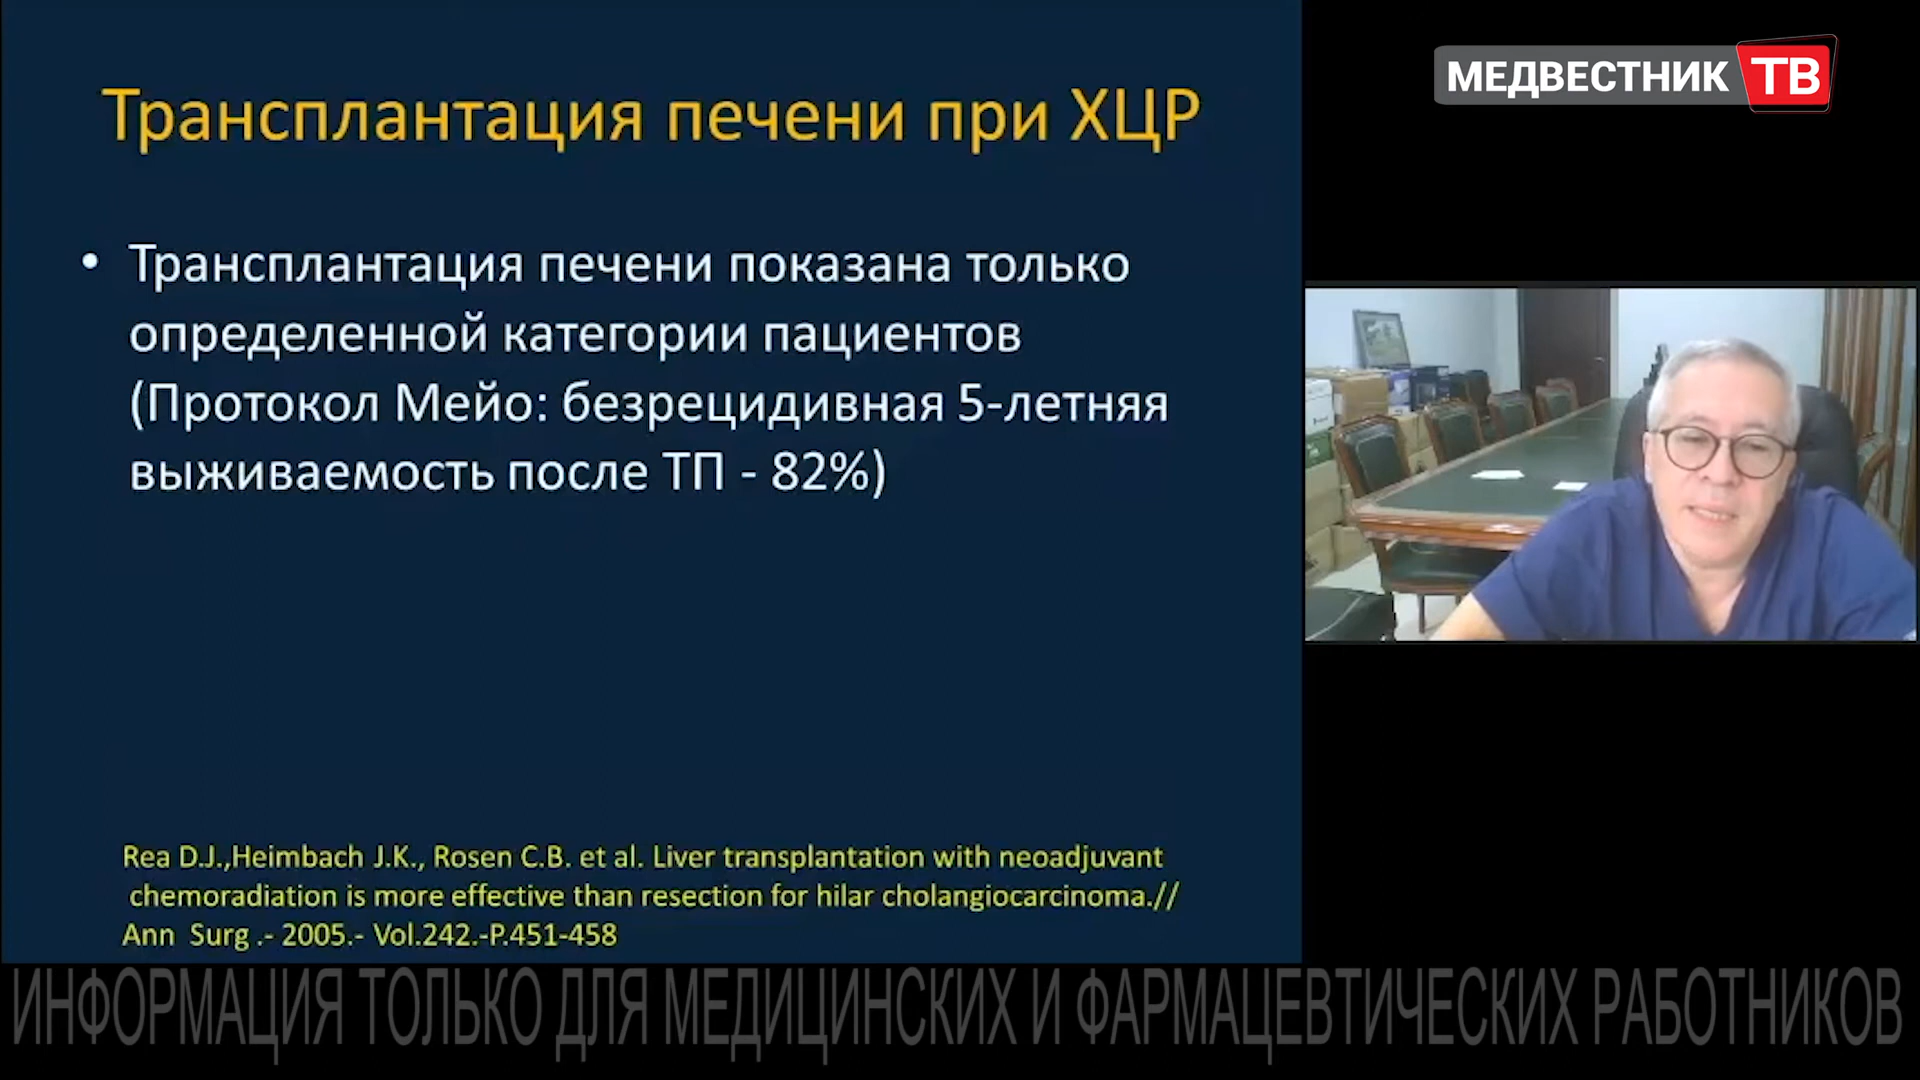 Трансплантация печени при ХЦР
МЕДВЕСТНИК ТВ
• Трансплантация печени показана только
определенной категории пациентов
(Протокол Мейо: безрецидивная 5-летняя
выживаемость после ТП - 82%)
Rea D.J.,Heimbach J.K., Rosen C.B. et al. Liver transplantation with neoadjuvant
chemoradiation is more effective than resection for hilar cholangiocarcinoma.//
Ann Surg .- 2005.- Vol.242.-P.451-458
ИНФОРМАЦИЯ ТОЛЬКО ДЛЯ МЕДИЦИНСКИХ И ФАРМАЦЕВТИЧЕСКИХ РАБОТНИКОВ